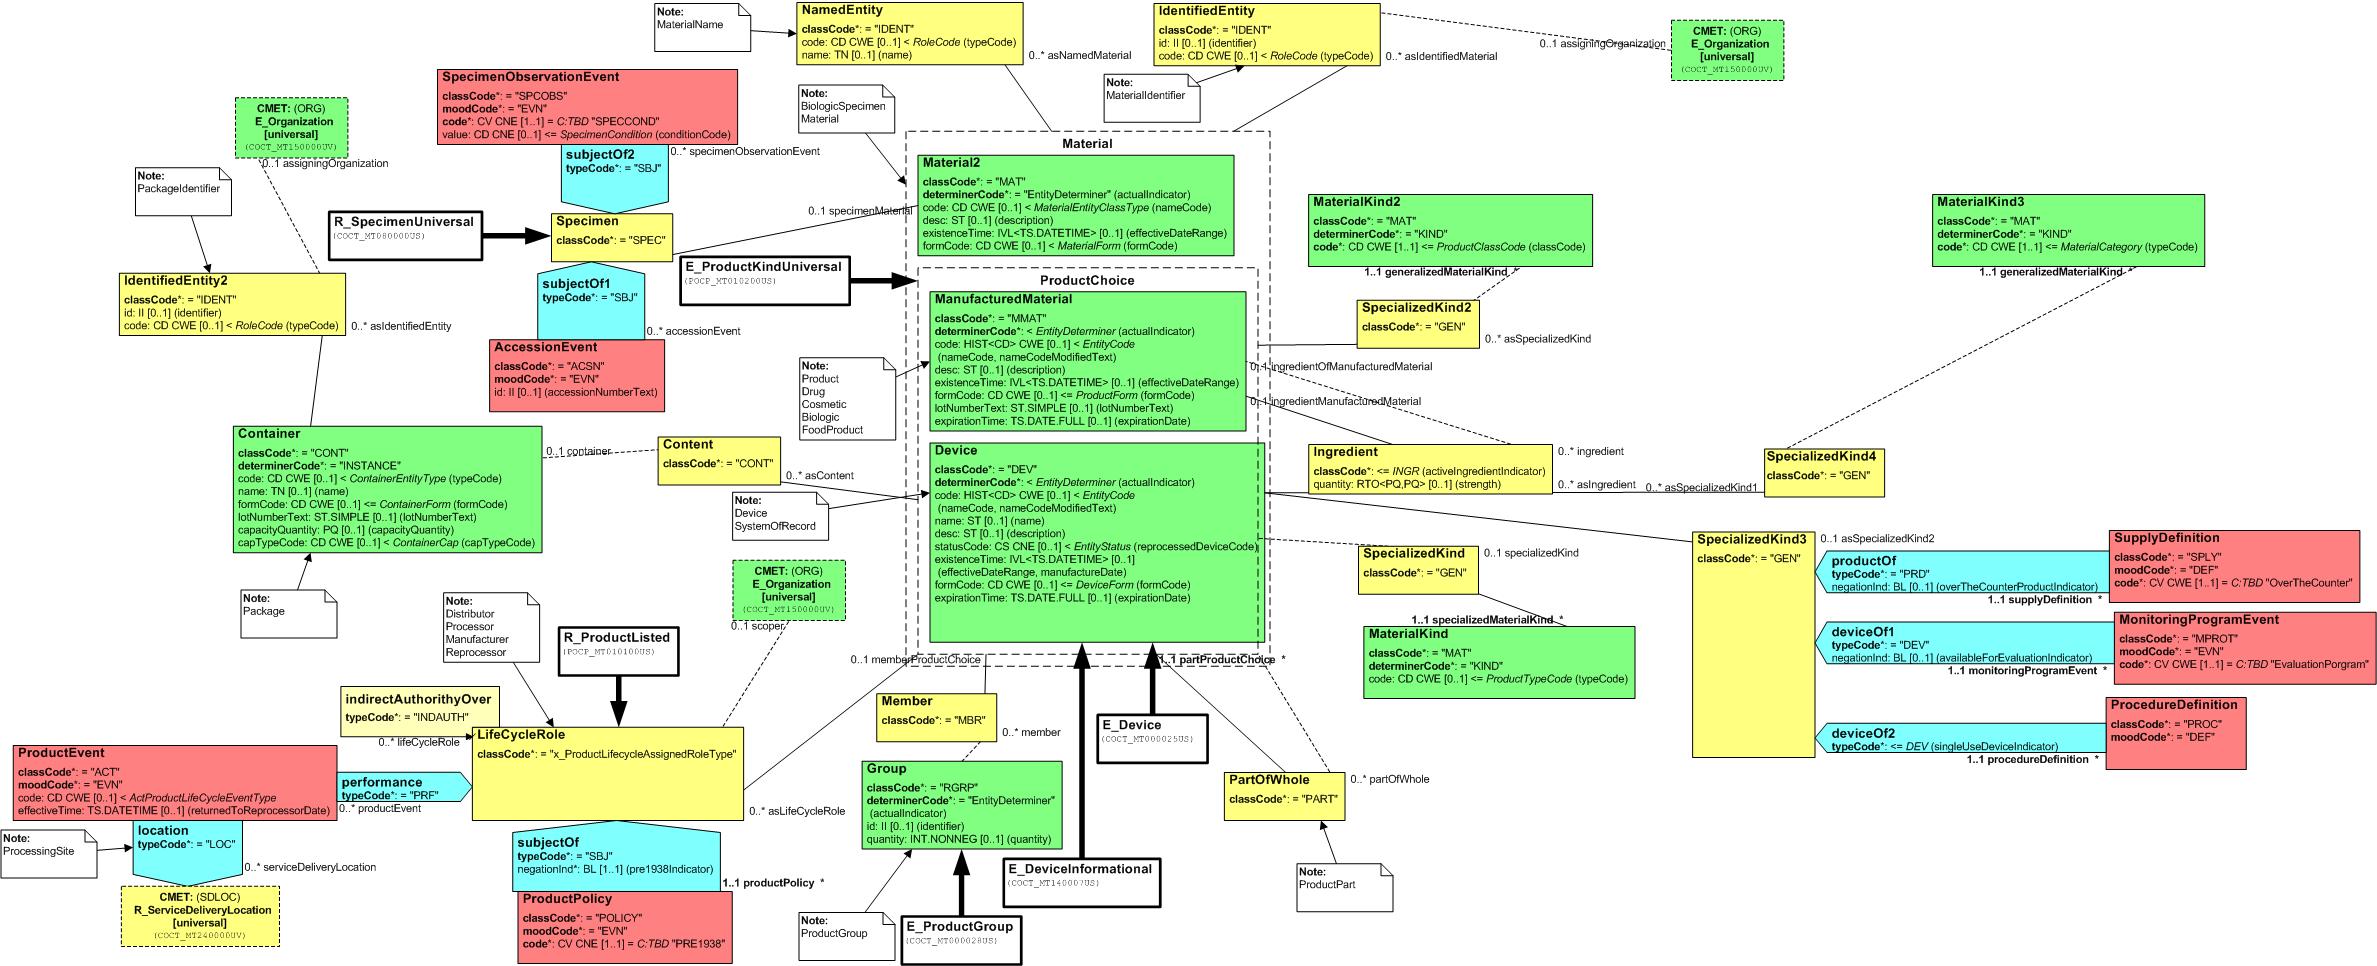 Note:
MaterialName
NamedEntity
classCode*: = "IDENT"
code: CD CWE [0..1] < RoleCode (typeCode)
name: TN [0..1] (name)
0..* asNamedMaterial
IdentifiedEntity
classCode*: = "IDENT"
id: II [0..1] (identifier)
code: CD CWE [0..1] < RoleCode (typeCode)
0..* asIdentifiedMaterial
0..1 assigningOrganization
CMET: (ORG)
E_Organization
[universal]
(COCT_MT150000UV)
Note:
MaterialIdentifier
SpecimenObservationEvent
classCode*: = "SPCOBS"
moodCode*: = "EVN"
code*: CV CNE [1..1] = C:TBD "SPECCOND"
value: CD CNE [0..1] <= SpecimenCondition (conditionCode)
0..* specimenObservationEvent
Note:
BiologicSpecimen
Material
CMET: (ORG)
E_Organization
[universal]
(COCT_MT150000UV)
0..1 assigningOrganization
Note:
PackageIdentifier
subjectOf2
typeCode*: = "SBJ"
R_SpecimenUniversal
(COCT_MT080000US)
Specimen
classCode*: = "SPEC"
0..1 specimenMaterial
subjectOf1
typeCode*: = "SBJ"
0..* accessionEvent
AccessionEvent
classCode*: = "ACSN"
moodCode*: = "EVN"
id: II [0..1] (accessionNumberText)
Material
Material2
classCode*: = "MAT"
determinerCode*: = "EntityDeterminer" (actualIndicator)
code: CD CWE [0..1] < MaterialEntityClassType (nameCode)
desc: ST [0..1] (description)
existenceTime: IVL<TS.DATETIME> [0..1] (effectiveDateRange)
formCode: CD CWE [0..1] < MaterialForm (formCode)
E_ProductKindUniversal
(POCP_MT010200US)
ProductChoice
ManufacturedMaterial
classCode*: = "MMAT"
determinerCode*: < EntityDeterminer (actualIndicator)
code: HIST<CD> CWE [0..1] < EntityCode
(nameCode, nameCodeModifiedText)
desc: ST [0..1] (description)
existenceTime: IVL<TS.DATETIME> [0..1] (effectiveDateRange)
formCode: CD CWE [0..1] <= ProductForm (formCode)
lotNumberText: ST.SIMPLE [0..1] (lotNumberText)
expirationTime: TS.DATE.FULL [0..1] (expirationDate)
Note:
Product
Drug
Cosmetic
Biologic
FoodProduct
0..1 ingredientOfManufacturedMaterial
0..1 ingredientManufacturedMaterial
MaterialKind2
classCode*: = "MAT"
determinerCode*: = "KIND"
code*: CD CWE [1..1] <= ProductClassCode (classCode)
1..1 generalizedMaterialKind *
SpecializedKind2
classCode*: = "GEN"
0..* asSpecializedKind
MaterialKind3
classCode*: = "MAT"
determinerCode*: = "KIND"
code*: CD CWE [1..1] <= MaterialCategory (typeCode)
1..1 generalizedMaterialKind *
IdentifiedEntity2
classCode*: = "IDENT"
id: II [0..1] (identifier)
code: CD CWE [0..1] < RoleCode (typeCode)
0..* asIdentifiedEntity
Container
classCode*: = "CONT"
determinerCode*: = "INSTANCE"
code: CD CWE [0..1] < ContainerEntityType (typeCode)
name: TN [0..1] (name)
formCode: CD CWE [0..1] <= ContainerForm (formCode)
lotNumberText: ST.SIMPLE [0..1] (lotNumberText)
capacityQuantity: PQ [0..1] (capacityQuantity)
capTypeCode: CD CWE [0..1] < ContainerCap (capTypeCode)
0..1 container
Content
classCode*: = "CONT"
0..* asContent
Note:
Device
SystemOfRecord
Note:
Package
Device
classCode*: = "DEV"
determinerCode*: < EntityDeterminer (actualIndicator)
code: HIST<CD> CWE [0..1] < EntityCode
(nameCode, nameCodeModifiedText)
name: ST [0..1] (name)
desc: ST [0..1] (description)
statusCode: CS CNE [0..1] < EntityStatus (reprocessedDeviceCode)
existenceTime: IVL<TS.DATETIME> [0..1]
(effectiveDateRange, manufactureDate)
formCode: CD CWE [0..1] <= DeviceForm (formCode)
expirationTime: TS.DATE.FULL [0..1] (expirationDate)
Ingredient
classCode*: <= INGR (activeIngredientIndicator)
quantity: RTO<PQ,PQ> [0..1] (strength)
0..* ingredient
0..* asIngredient
0..* asSpecializedKind1
SpecializedKind4
classCode*: = "GEN"
SpecializedKind
classCode*: = "GEN"
0..1 specializedKind
1..1 specializedMaterialKind *
MaterialKind
classCode*: = "MAT"
determinerCode*: = "KIND"
code: CD CWE [0..1] <= ProductTypeCode (typeCode)
SpecializedKind3
classCode*: = "GEN"
0..* asSpecializedKind2
productOf
typeCode*: = "PRD"
negationInd: BL [0..1] (overTheCounterProductIndicator)
1..1 supplyDefinition *
SupplyDefinition
classCode*: = "SPLY"
moodCode*: = "DEF"
code*: CV CWE [1..1] = C:TBD "OverTheCounter"
deviceOf1
typeCode*: = "DEV"
negationInd: BL [0..1] (availableForEvaluationIndicator)
1..1 monitoringProgramEvent *
MonitoringProgramEvent
classCode*: = "MPROT"
moodCode*: = "EVN"
code*: CV CWE [1..1] = C:TBD "EvaluationPorgram"
deviceOf2
typeCode*: <= DEV (singleUseDeviceIndicator)
1..1 procedureDefinition *
ProcedureDefinition
classCode*: = "PROC"
moodCode*: = "DEF"
CMET: (ORG)
E_Organization
[universal]
(COCT_MT150000UV)
0..1 scoper
Note:
Distributor
Processor
Manufacturer
Reprocessor
R_ProductListed
(POCP_MT010100US)
indirectAuthorithyOver
typeCode*: = "INDAUTH"
0..* lifeCycleRole
LifeCycleRole
classCode*: = "x_ProductLifecycleAssignedRoleType"
0..* asLifeCycleRole
0..1 memberProductChoice
1..1 partProductChoice *
Member
classCode*: = "MBR"
0..* member
E_Device
(COCT_MT000025US)
ProductEvent
classCode*: = "ACT"
moodCode*: = "EVN"
code: CD CWE [0..1] < ActProductLifeCycleEventType
effectiveTime: TS.DATETIME [0..1] (returnedToReprocessorDate)
performance
typeCode*: = "PRF"
0..* productEvent
Note:
ProcessingSite
location
typeCode*: = "LOC"
0..* serviceDeliveryLocation
CMET: (SDLOC)
R_ServiceDeliveryLocation
[universal]
(COCT_MT240000UV)
subjectOf
typeCode*: = "SBJ"
negationInd*: BL [1..1] (pre1938Indicator)
1..1 productPolicy *
ProductPolicy
classCode*: = "POLICY"
moodCode*: = "EVN"
code*: CV CNE [1..1] = C:TBD "PRE1938"
Group
classCode*: = "RGRP"
determinerCode*: = "EntityDeterminer"
(actualIndicator)
id: II [0..1] (identifier)
quantity: INT.NONNEG [0..1] (quantity)
Note:
ProductGroup
E_ProductGroup
(COCT_MT000028US)
E_DeviceInformational
(COCT_MT140007US)
PartOfWhole
classCode*: = "PART"
0..* partOfWhole
Note:
ProductPart